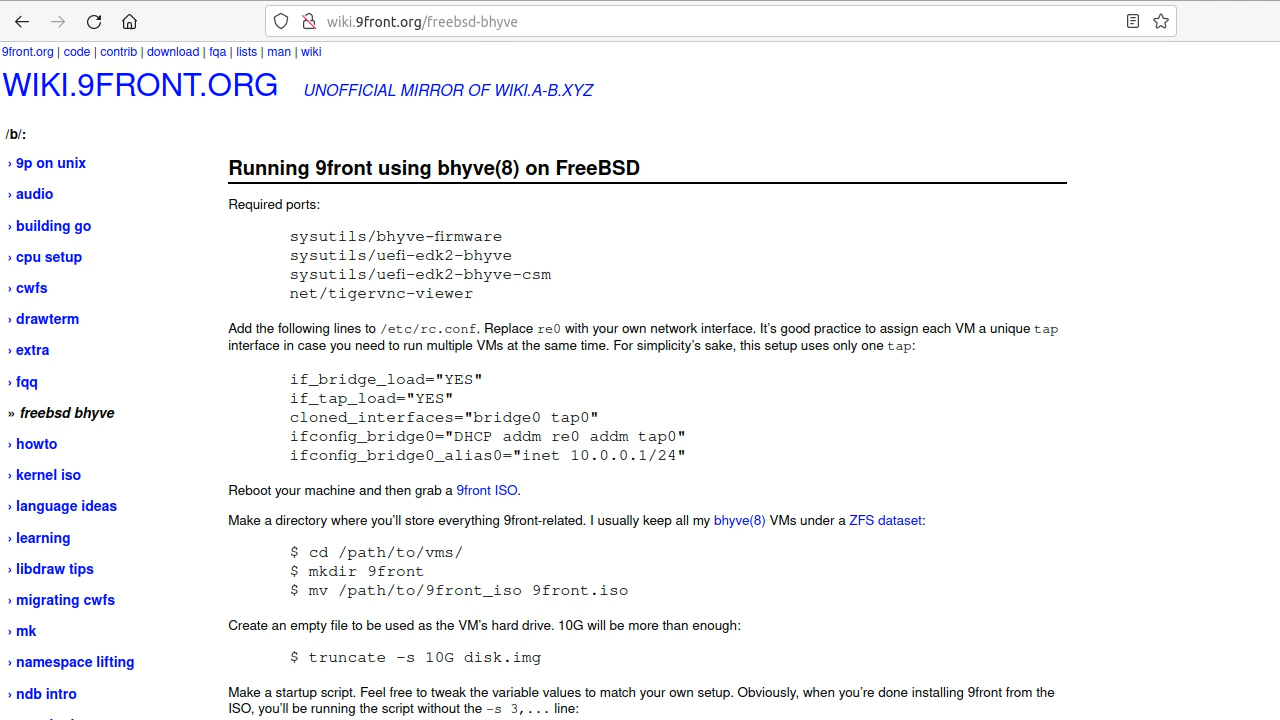 wiki.9front.org/freebsd-bhyve
9front.org | code | contrib | download | fqa | lists | man | wiki
WIKI.9FRONT.ORG UNOFFICIAL MIRROR OF WIKI.A-B.XYZ
/b/:
› 9p on unix
› audio
› building go
› cpu setup
› cwfs
› drawterm
› extra
› fqq
» freebsd bhyve
› howto
› kernel iso
› language ideas
› learning
› libdraw tips
› migrating cwfs
› mk
› namespace lifting
› ndb intro
Running 9front using bhyve(8) on FreeBSD
Required ports:
sysutils/bhyve-firmware
sysutils/uefi-edk2-bhyve
sysutils/uefi-edk2-bhyve-csm
net/tigervnc-viewer
Add the following lines to /etc/rc.conf. Replace re0 with your own network interface. It's good practice to assign each VM a unique tap
interface in case you need to run multiple VMs at the same time. For simplicity's sake, this setup uses only one tap:
if_bridge_load="YES"
if_tap_load="YES"
cloned_interfaces="bridge0 tap0"
ifconfig_bridge0="DHCP addm re0 addm tap0"
ifconfig_bridge0_alias0="inet 10.0.0.1/24"
Reboot your machine and then grab a 9front ISO.
Make a directory where you'll store everything 9front-related. I usually keep all my bhyve(8) VMs under a ZFS dataset:
$ cd /path/to/vms/
$ mkdir 9front
$ mv /path/to/9front_iso 9front.iso
Create an empty file to be used as the VM's hard drive. 10G will be more than enough:
$ truncate -s 10G disk.img
Make a startup script. Feel free to tweak the variable values to match your own setup. Obviously, when you're done installing 9front from the
ISO, you'll be running the script without the -s 3,... line: